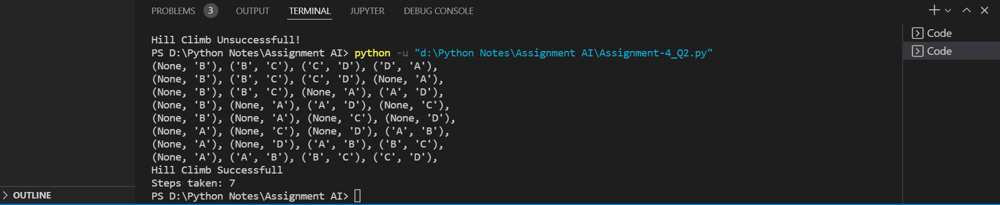 PROBLEMS 3 OUTPUT TERMINAL JUPYTER DEBUG CONSOLE
Hill Climb Unsuccessfull!
PS D:\Python Notes\Assignment AI> python -u "d:\Python Notes\Assignment AI\Assignment-4_Q2.py"
(None, 'B'), ('B', 'C'), ('C', 'D'), ('D', 'A'),
(None, 'B'), ('B', 'C'), ('C', 'D'), (None, 'A'),
(None, 'B'), ('B', 'C'), (None, 'A'), ('A', 'D'),
(None, 'B'), (None, 'A'), ('A', 'D'), (None, 'C'),
(None, 'B'), (None, 'A'), (None, 'C'), (None, 'D'),
(None, 'A'), (None, 'C'), (None, 'D'), ('A', 'B'),
(None, 'A'), (None, 'D'), ('A', 'B'), ('B', 'C'),
(None, 'A'), ('A', 'B'), ('B', 'C'), ('C', 'D'),
Hill Climb Successfull
Steps taken: 7
PS D:\Python Notes\Assignment AI>
Code
Code
OUTLINE